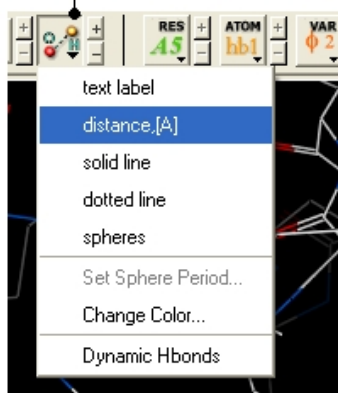 RES ATOM VAR
A5 hb1 ϕ 2
text label
distance,[A]
solid line
dotted line
spheres
Set Sphere Period...
Change Color...
Dynamic Hbonds